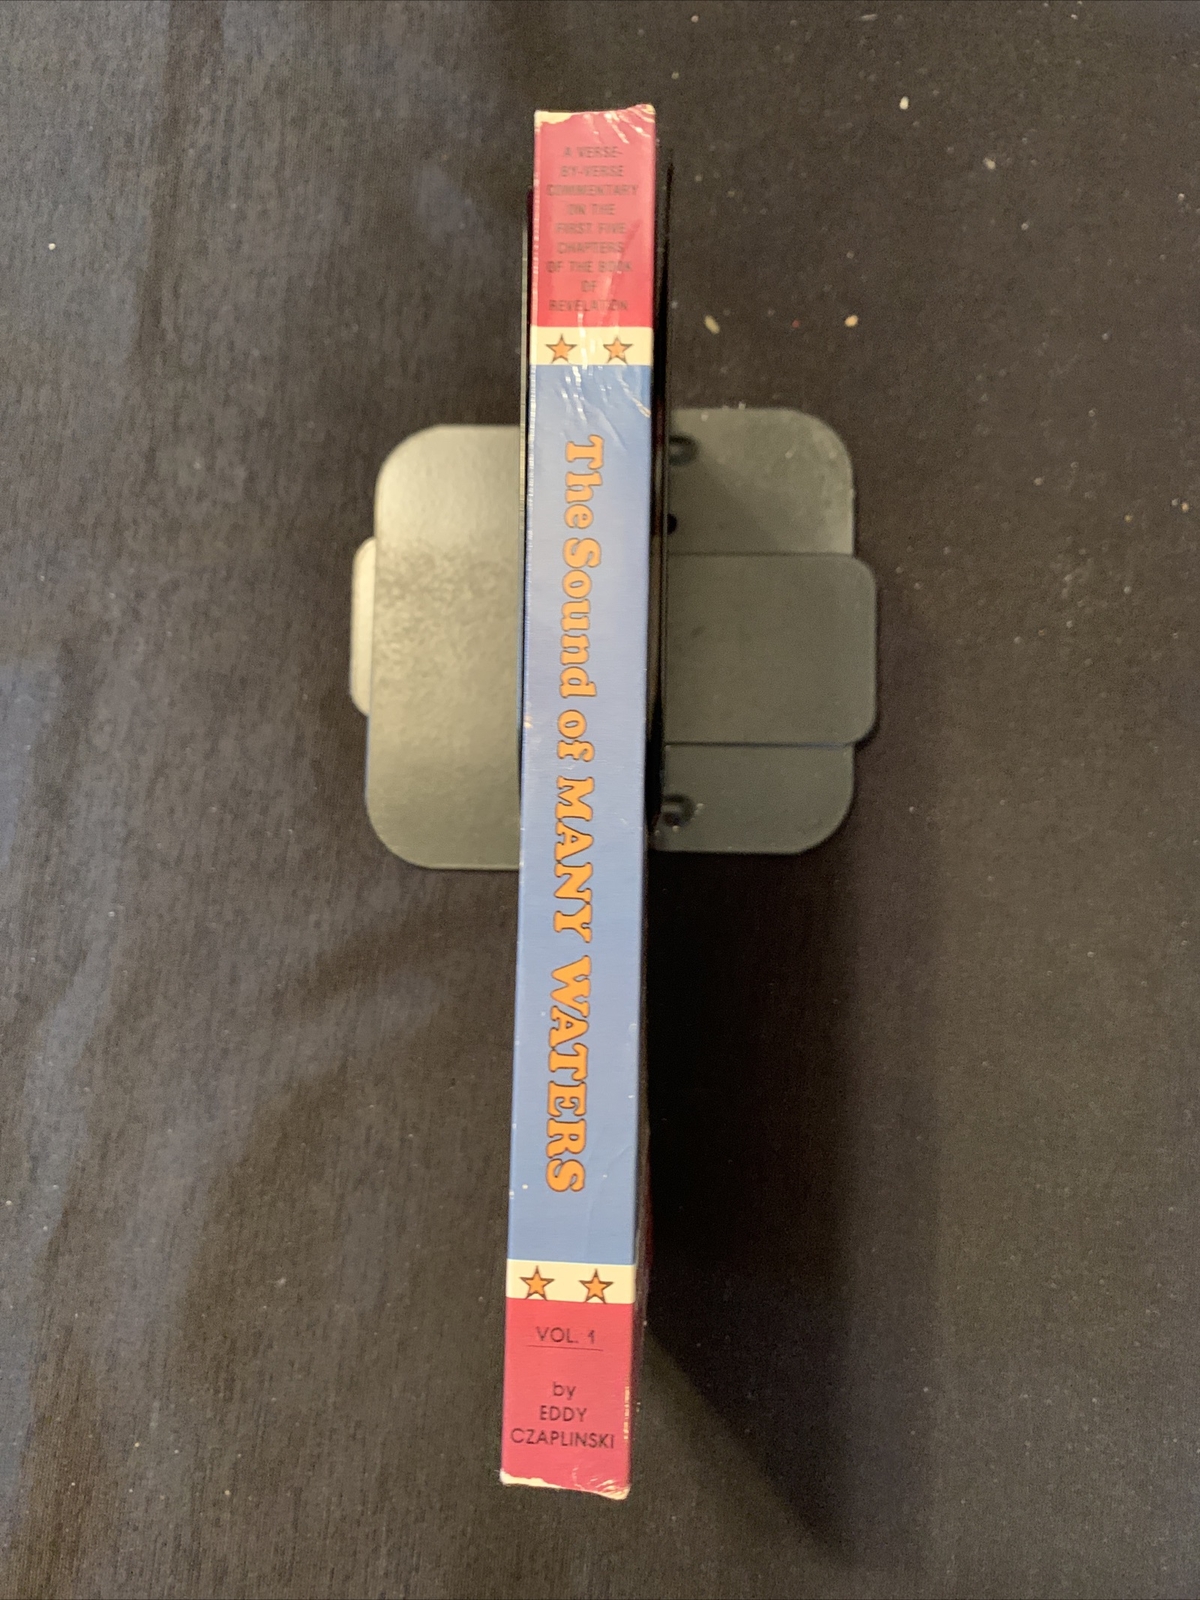 A VERSE-
BY-VERSE
COMMENTARY
ON THE
FIRST FIVE
CHAPTERS
OF THE BOOK
OF
REVELATION
The Sound of MANY WATERS
VOL. 1
by
EDDY
CZAPLINSKI